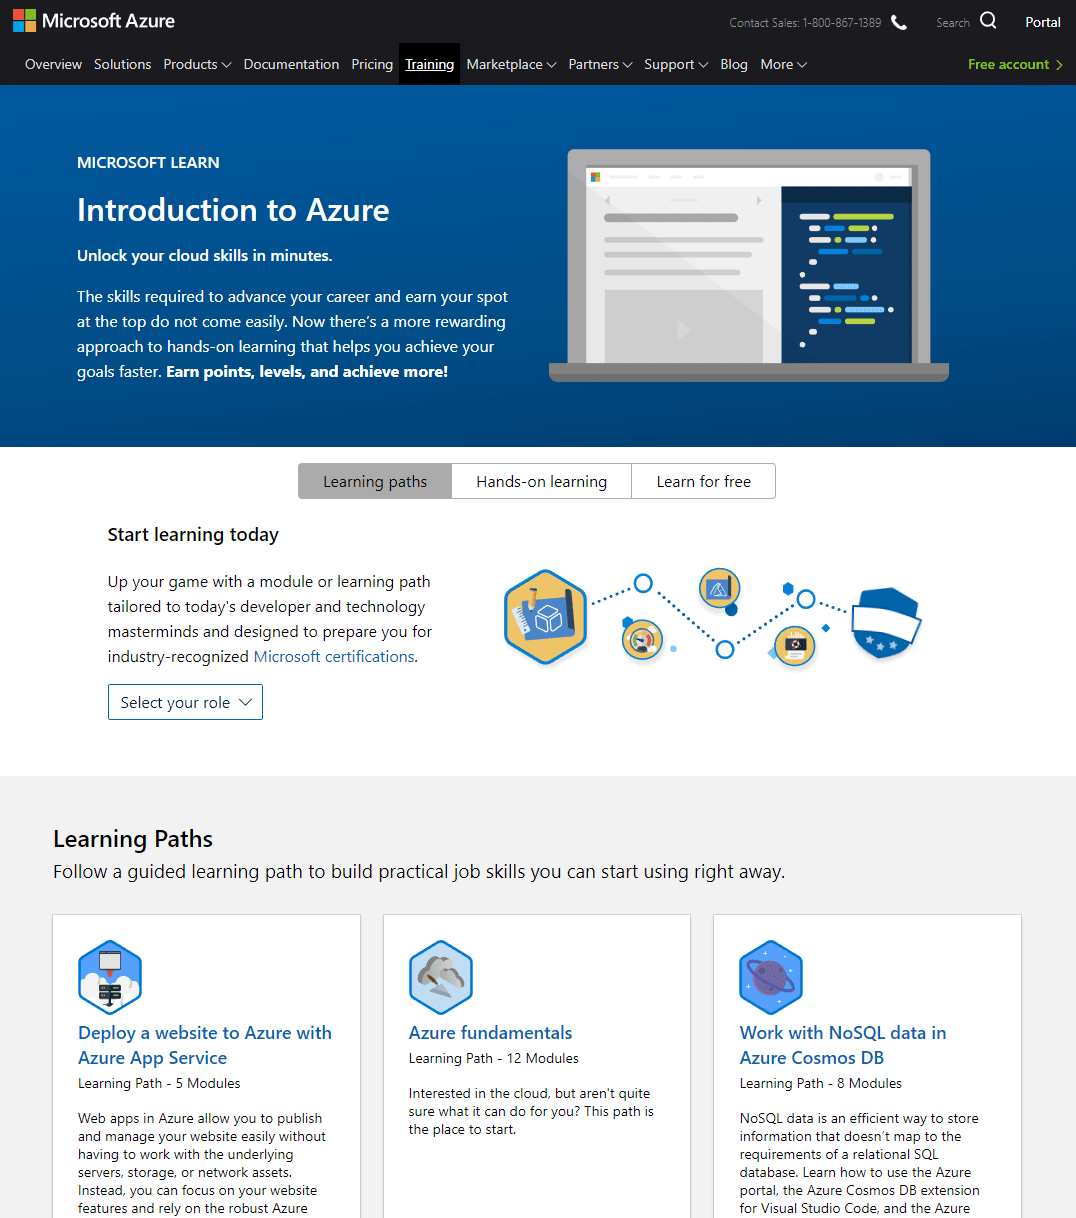 Microsoft Azure
Contact Sales: 1-800-867-1389
Search
Portal
Overview Solutions Products Documentation Pricing Training Marketplace Partners Support Blog More
Free account
MICROSOFT LEARN
Introduction to Azure
Unlock your cloud skills in minutes.
The skills required to advance your career and earn your spot
at the top do not come easily. Now there’s a more rewarding
approach to hands-on learning that helps you achieve your
goals faster. Earn points, levels, and achieve more!
Learning paths
Hands-on learning
Learn for free
Start learning today
Up your game with a module or learning path
tailored to today's developer and technology
masterminds and designed to prepare you for
industry-recognized Microsoft certifications.
Select your role
Learning Paths
Follow a guided learning path to build practical job skills you can start using right away.
Deploy a website to Azure with
Azure App Service
Learning Path - 5 Modules
Web apps in Azure allow you to publish
and manage your website easily without
having to work with the underlying
servers, storage, or network assets.
Instead, you can focus on your website
features and rely on the robust Azure
Azure fundamentals
Learning Path - 12 Modules
Interested in the cloud, but aren't quite
sure what it can do for you? This path is
the place to start.
Work with NoSQL data in
Azure Cosmos DB
Learning Path - 8 Modules
NoSQL data is an efficient way to store
information that doesn’t map to the
requirements of a relational SQL
database. Learn how to use the Azure
portal, the Azure Cosmos DB extension
for Visual Studio Code, and the Azure